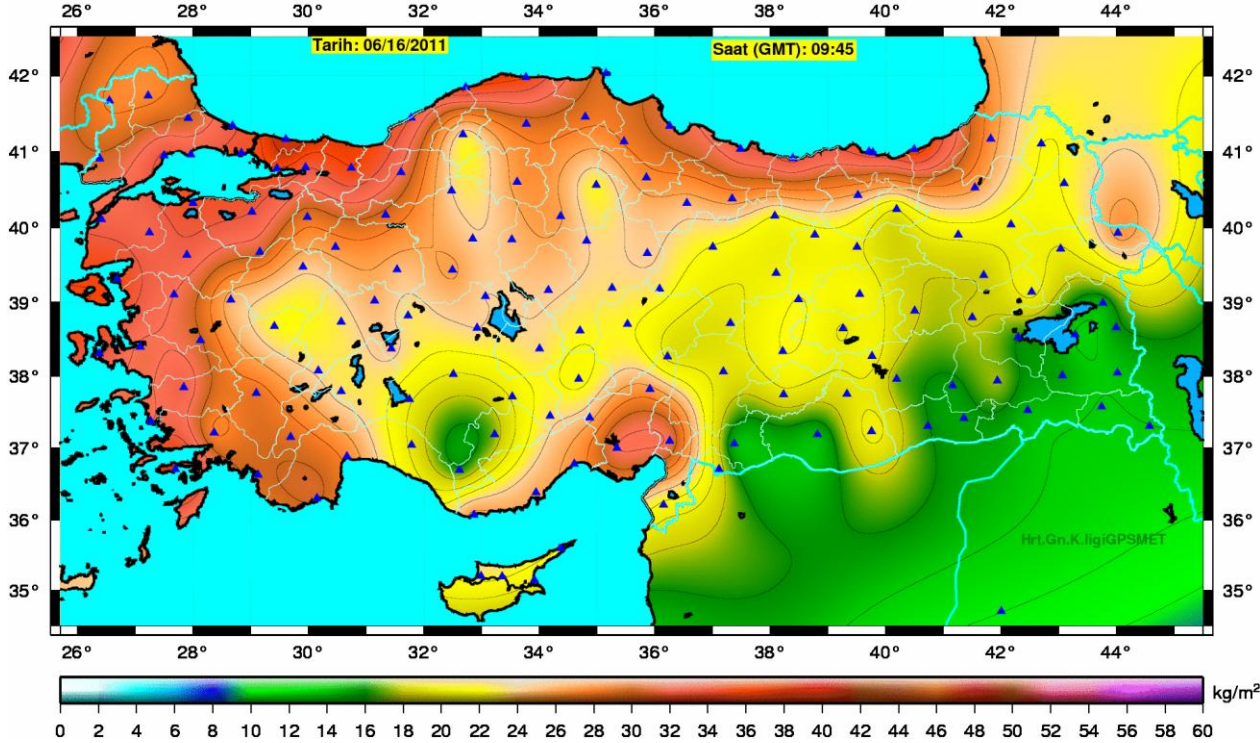 26° 28° 30° 32° 34° 36° 38° 40° 42° 44°
Tarih: 06/16/2011 Saat (GMT): 09:45
42° 42°
41° 41°
40° 40°
39° 39°
38° 38°
37° 37°
36° 36°
Hrt.Gn.K.ligiGPSMET
35° 35°
26° 28° 30° 32° 34° 36° 38° 40° 42° 44°
kg/m²
0 2 4 6 8 10 12 14 16 18 20 22 24 26 28 30 32 34 36 38 40 42 44 46 48 50 52 54 56 58 60